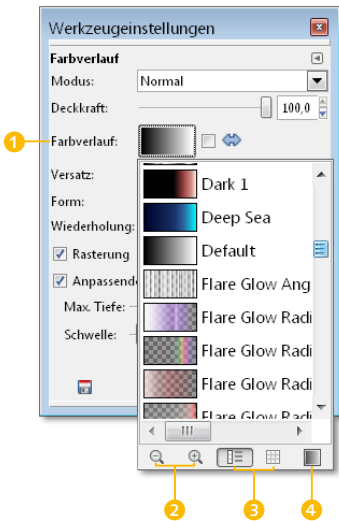 Werkzeugeinstellungen
Farbverlauf
Modus: Normal
Deckkraft: 100,0
1 Farbverlauf:
Versatz:
Dark 1
Form:
Deep Sea
Wiederholung:
Default
Rasterung
Flare Glow Ang
Anpassend
Flare Glow Radi
Max. Tiefe:
Flare Glow Radi
Schwelle:
Flare Glow Radi
Flare Glow Radi
2 3 4